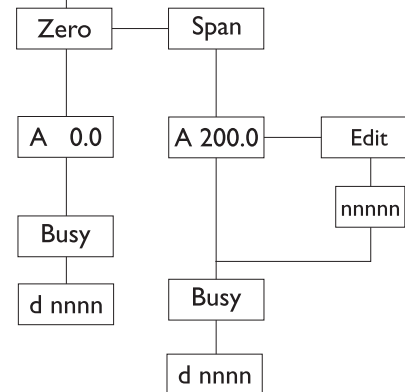 Zero
Span
A 0.0
A 200.0
Edit
nnnnn
Busy
Busy
d nnnn
d nnnn